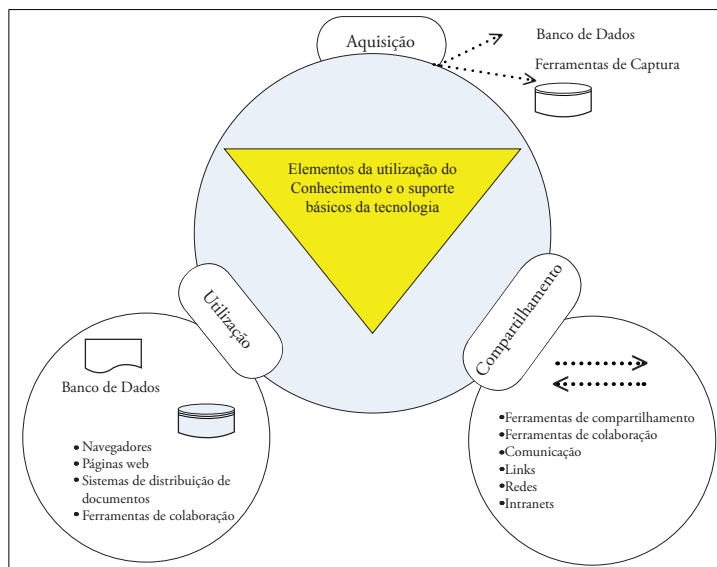 Aquisição
Banco de Dados
Ferramentas de Captura
Elementos da utilização do
Conhecimento e o suporte
básicos da tecnologia
Utilização
Compartilhamento
Banco de Dados
• Navegadores
• Páginas web
• Sistemas de distribuição de
documentos
• Ferramentas de colaboração
•Ferramentas de compartilhamento
•Ferramentas de colaboração
•Comunicação
•Links
•Redes
•Intranets